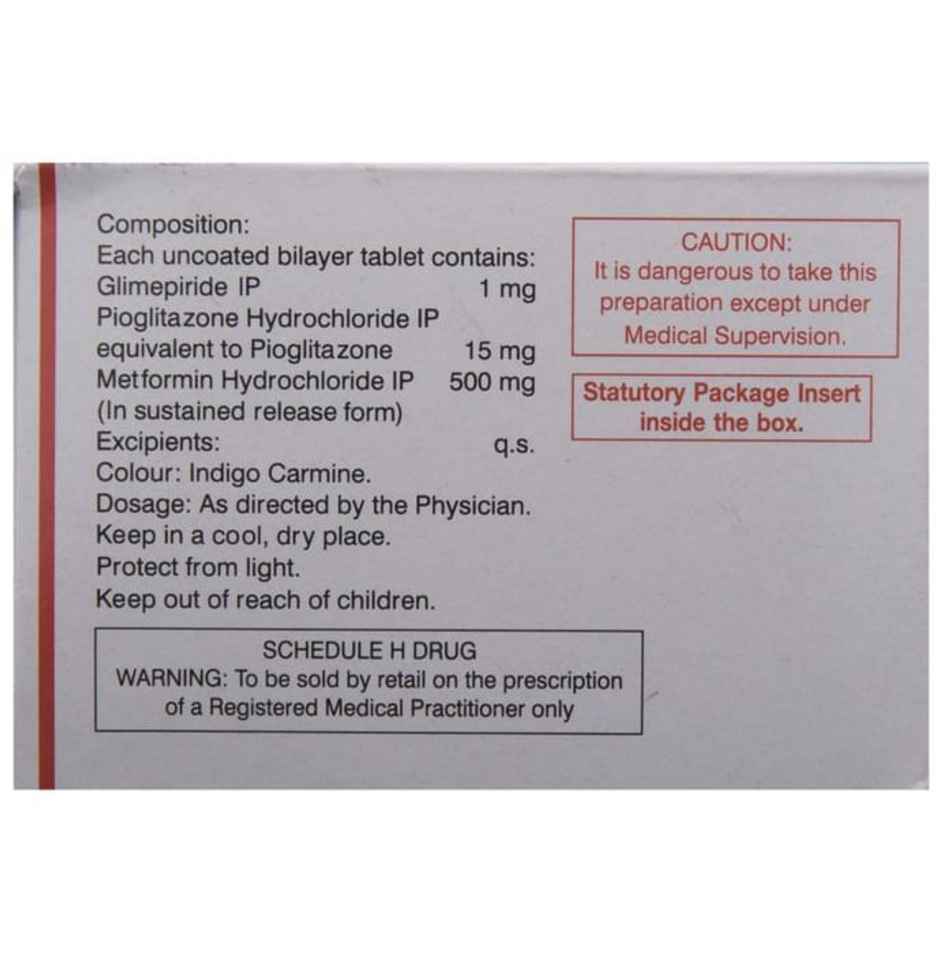 Composition:
Each uncoated bilayer tablet contains:
Glimepiride IP 1 mg
Pioglitazone Hydrochloride IP
equivalent to Pioglitazone 15 mg
Metformin Hydrochloride IP 500 mg
(In sustained release form)
Excipients: q.s.
Colour: Indigo Carmine.
Dosage: As directed by the Physician.
Keep in a cool, dry place.
Protect from light.
Keep out of reach of children.
SCHEDULE H DRUG
WARNING: To be sold by retail on the prescription
of a Registered Medical Practitioner only
CAUTION:
It is dangerous to take this
preparation except under
Medical Supervision.
Statutory Package Insert
inside the box.